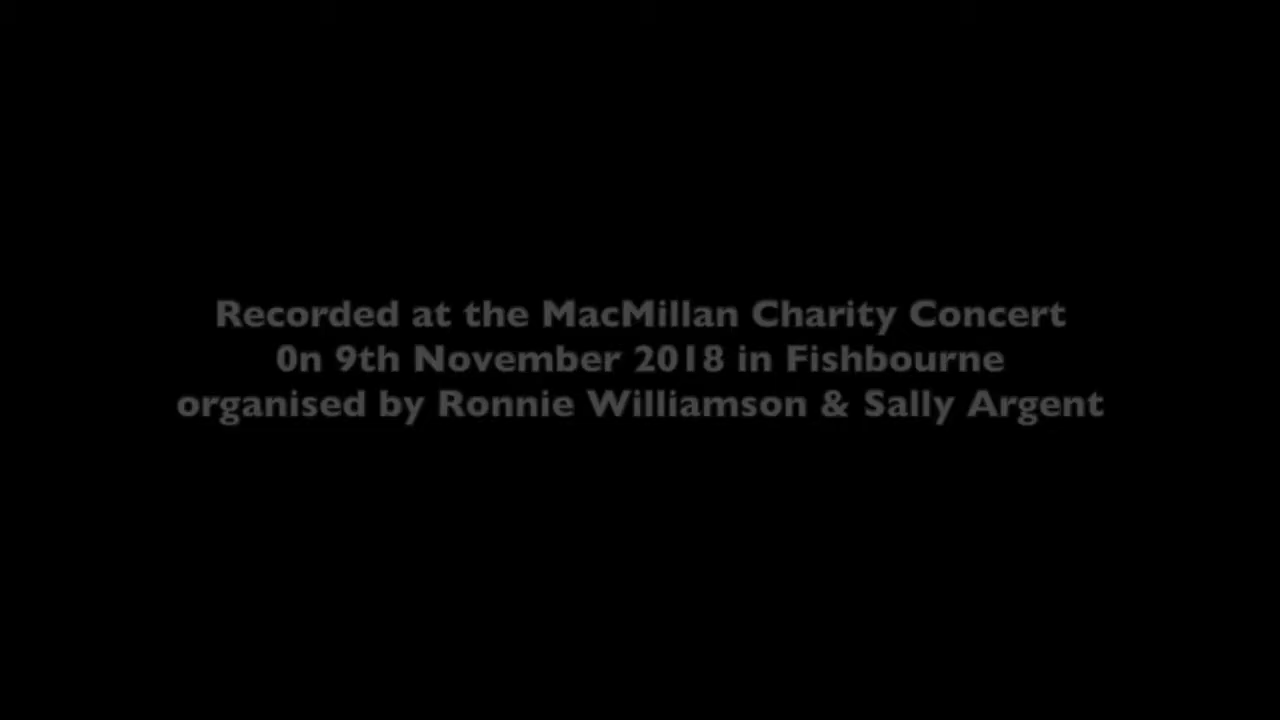 Recorded at the MacMillan Charity Concert
0n 9th November 2018 in Fishbourne
organised by Ronnie Williamson & Sally Argent